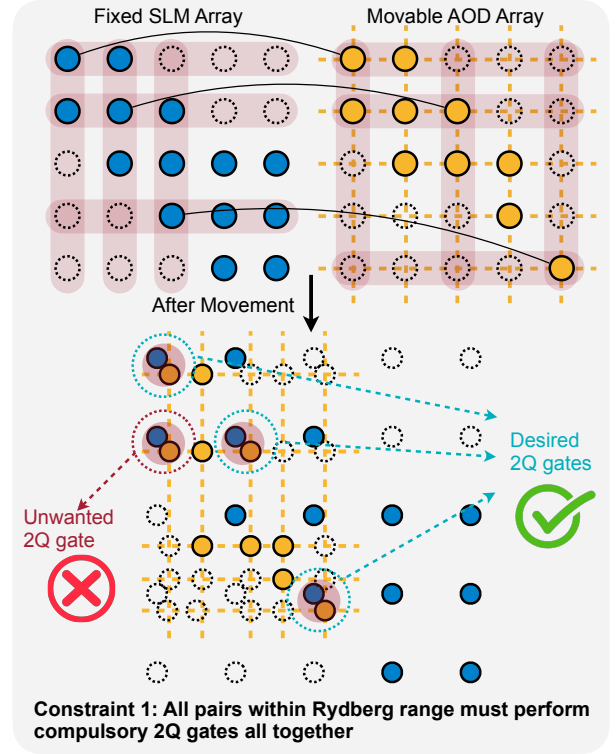 Fixed SLM Array
Movable AOD Array
After Movement
Desired
2Q gates
Unwanted
2Q gate
Constraint 1: All pairs within Rydberg range must perform
compulsory 2Q gates all together